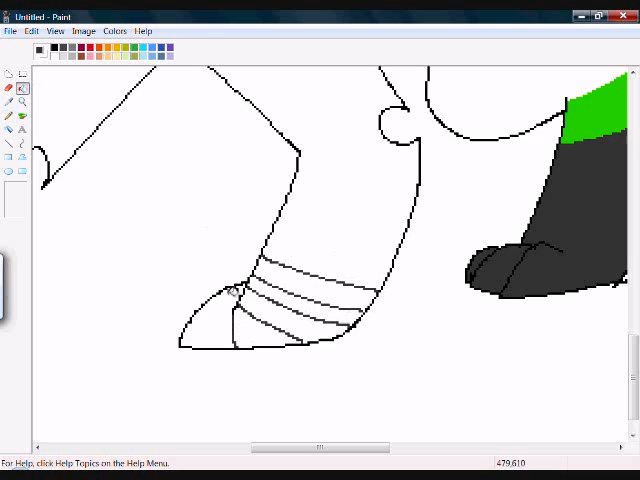 Untitled - Paint
File Edit View Image Colors Help
For Help, click Help Topics on the Help Menu.
479,610